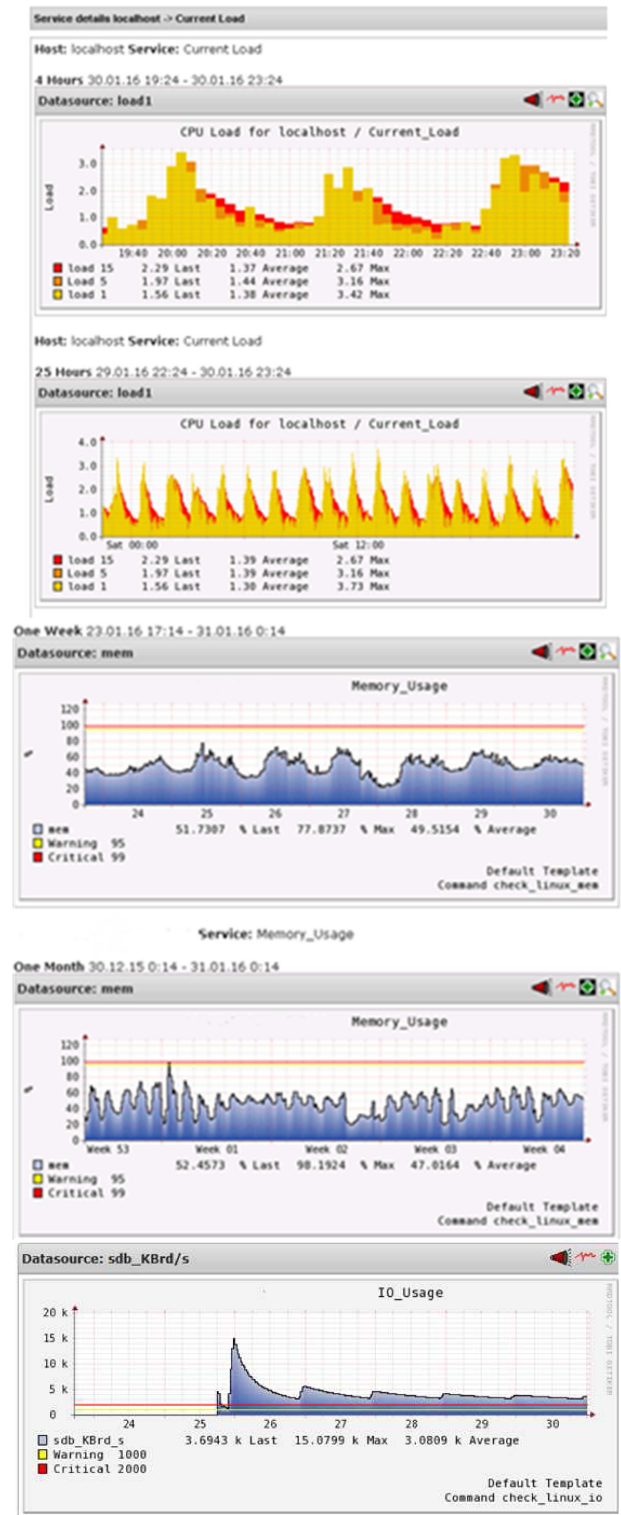 Service details localhost -> Current Load
Host: localhost Service: Current Load
4 Hours 30.01.16 19:24 - 30.01.16 23:24
Datasource: load1
CPU Load for localhost / Current_Load
RRDTOOL / TOBI OETIKER
Load
3.0
2.0
1.0
0.0
19:40 20:00 20:20 20:40 21:00 21:20 21:40 22:00 22:20 22:40 23:00 23:20
load 15 2.29 Last 1.37 Average 2.67 Max
load 5 1.97 Last 1.44 Average 3.16 Max
load 1 1.56 Last 1.38 Average 3.42 Max
Host: localhost Service: Current Load
25 Hours 29.01.16 22:24 - 30.01.16 23:24
Datasource: load1
CPU Load for localhost / Current_Load
RRDTOOL / TOBI OETIKER
Load
4.0
3.0
2.0
1.0
0.0
Sat 00:00 Sat 12:00
load 15 2.29 Last 1.39 Average 2.67 Max
Load 5 1.97 Last 1.39 Average 3.16 Max
load 1 1.56 Last 1.30 Average 3.73 Max
One Week 23.01.16 17:14 - 31.01.16 0:14
Datasource: mem
Memory_Usage
RRDTOOL / TOBI OETIKER
%
120
100
80
60
40
20
0
24 25 26 27 28 29 30
mem 51.7307 % Last 77.8737 % Max 49.5154 % Average
Warning 95
Critical 99
Default Template
Command check_linux_mem
Service: Memory_Usage
One Month 30.12.15 0:14 - 31.01.16 0:14
Datasource: mem
Memory_Usage
RRDTOOL / TOBI OETIKER
%
120
100
80
60
40
20
0
Week 53 Week 01 Week 02 Week 03 Week 04
mem 52.4573 % Last 98.1924 % Max 47.0164 % Average
Warning 95
Critical 99
Default Template
Command check_linux_mem
Datasource: sdb_KBrd/s
IO_Usage
RRDTOOL / TOBI OETIKER
20 k
15 k
10 k
5 k
0
24 25 26 27 28 29 30
sdb_KBrd_s 3.6943 k Last 15.0799 k Max 3.0809 k Average
Warning 1000
Critical 2000
Default Template
Command check_linux_io